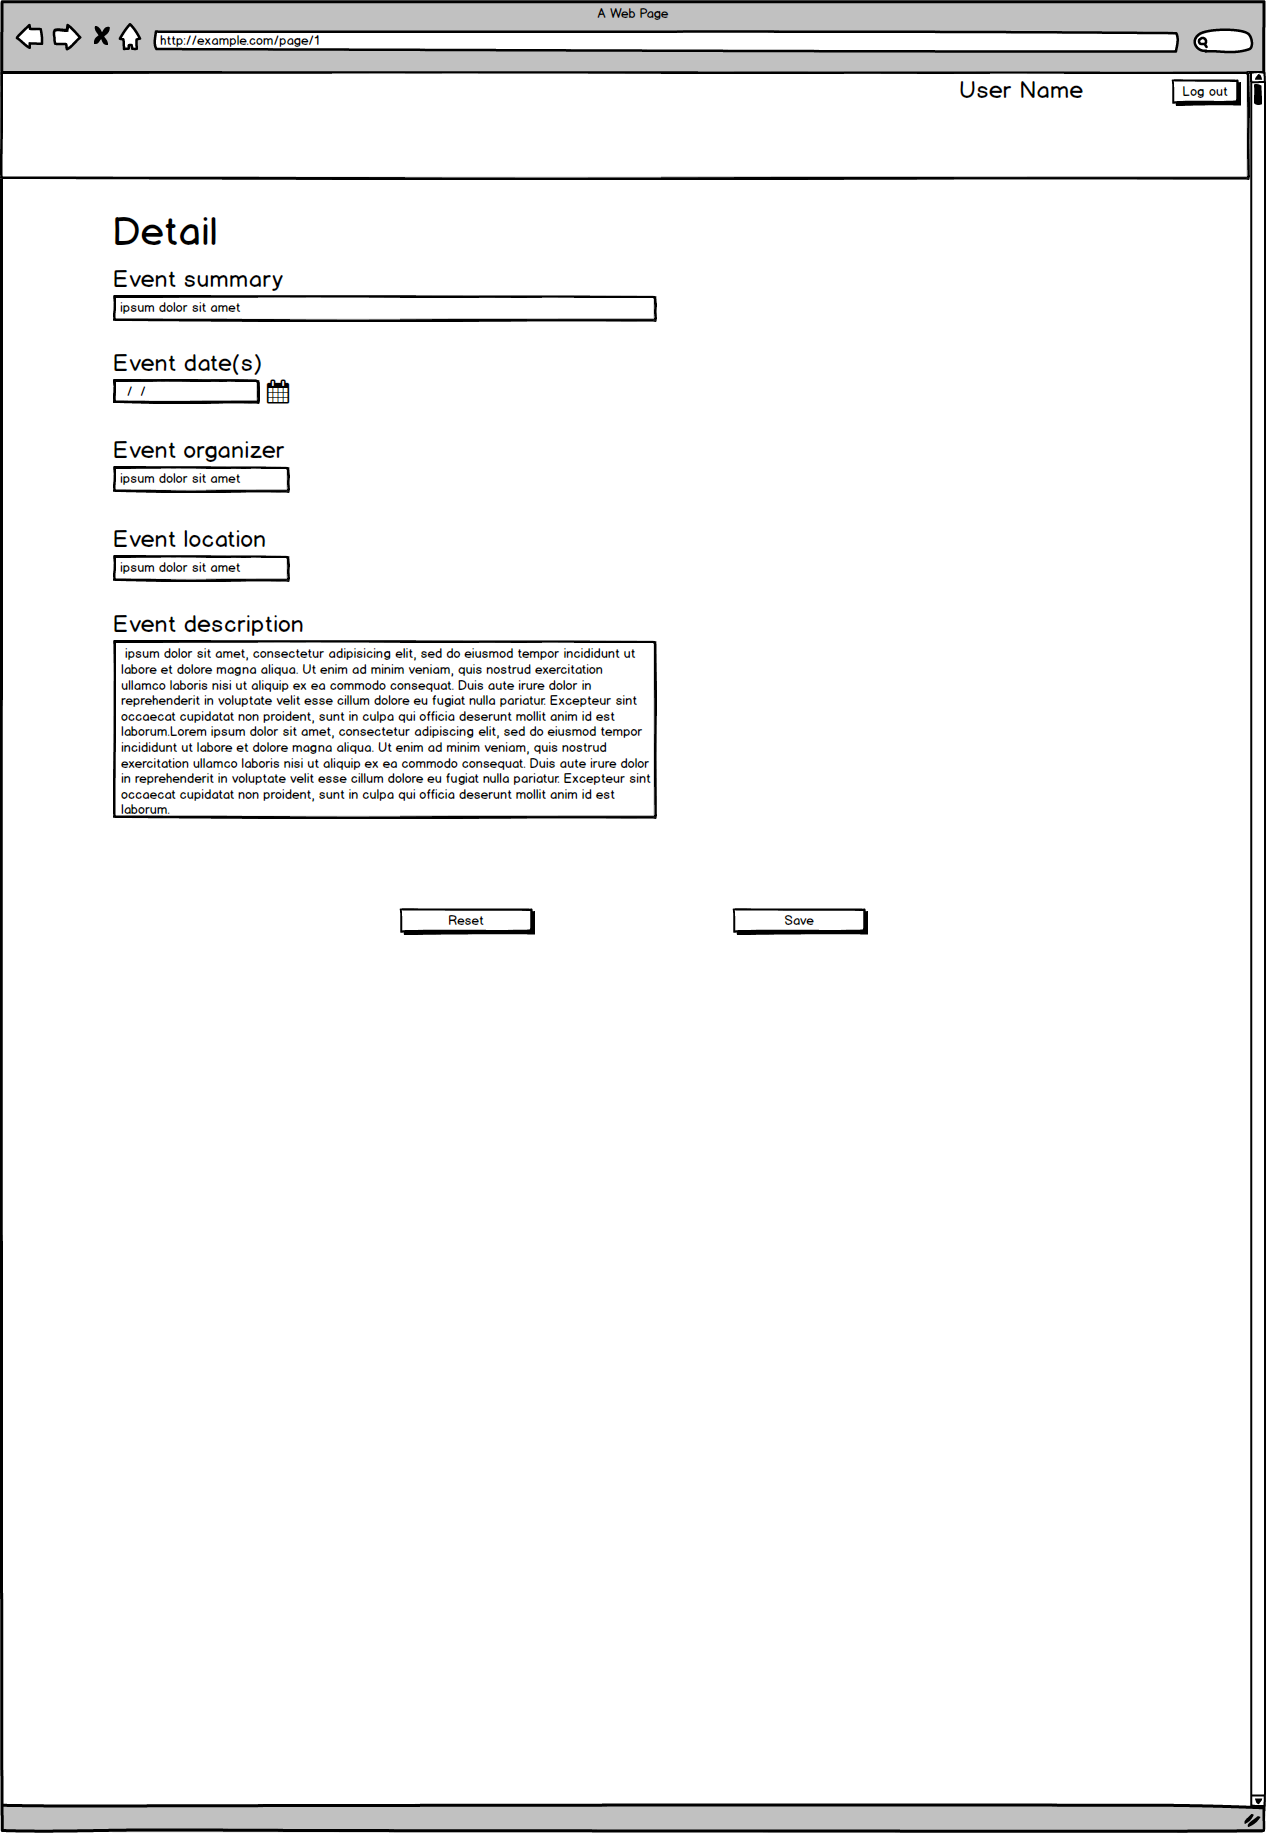 A Web Page
http://example.com/page/1
User Name
Log out
Detail
Event summary
ipsum dolor sit amet
Event date(s)
/ /
Event organizer
ipsum dolor sit amet
Event location
ipsum dolor sit amet
Event description
ipsum dolor sit amet, consectetur adipisicing elit, sed do eiusmod tempor incididunt ut
labore et dolore magna aliqua. Ut enim ad minim veniam, quis nostrud exercitation
ullamco laboris nisi ut aliquip ex ea commodo consequat. Duis aute irure dolor in
reprehenderit in voluptate velit esse cillum dolore eu fugiat nulla pariatur. Excepteur sint
occaecat cupidatat non proident, sunt in culpa qui officia deserunt mollit anim id est
laborum.Lorem ipsum dolor sit amet, consectetur adipiscing elit, sed do eiusmod tempor
incididunt ut labore et dolore magna aliqua. Ut enim ad minim veniam, quis nostrud
exercitation ullamco laboris nisi ut aliquip ex ea commodo consequat. Duis aute irure dolor
in reprehenderit in voluptate velit esse cillum dolore eu fugiat nulla pariatur. Excepteur sint
occaecat cupidatat non proident, sunt in culpa qui officia deserunt mollit anim id est
laborum.
Reset
Save